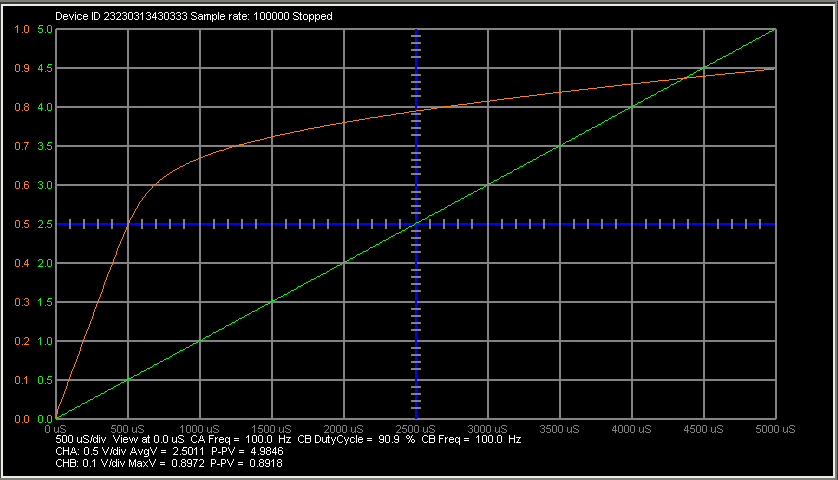 Device ID 23230313430333 Sample rate: 100000 Stopped
1.0 5.0
0.9 4.5
0.8 4.0
0.7 3.5
0.6 3.0
0.5 2.5
0.4 2.0
0.3 1.5
0.2 1.0
0.1 0.5
0.0 0.0
0 uS 500 uS 1000 uS 1500 uS 2000 uS 2500 uS 3000 uS 3500 uS 4000 uS 4500 uS 5000 uS
500 uS/div View at 0.0 uS CA Freq = 100.0 Hz CB DutyCycle = 90.9 % CB Freq = 100.0 Hz
CHA: 0.5 V/div AvgV = 2.5011 P-PV = 4.9846
CHB: 0.1 V/div MaxV = 0.8972 P-PV = 0.8918